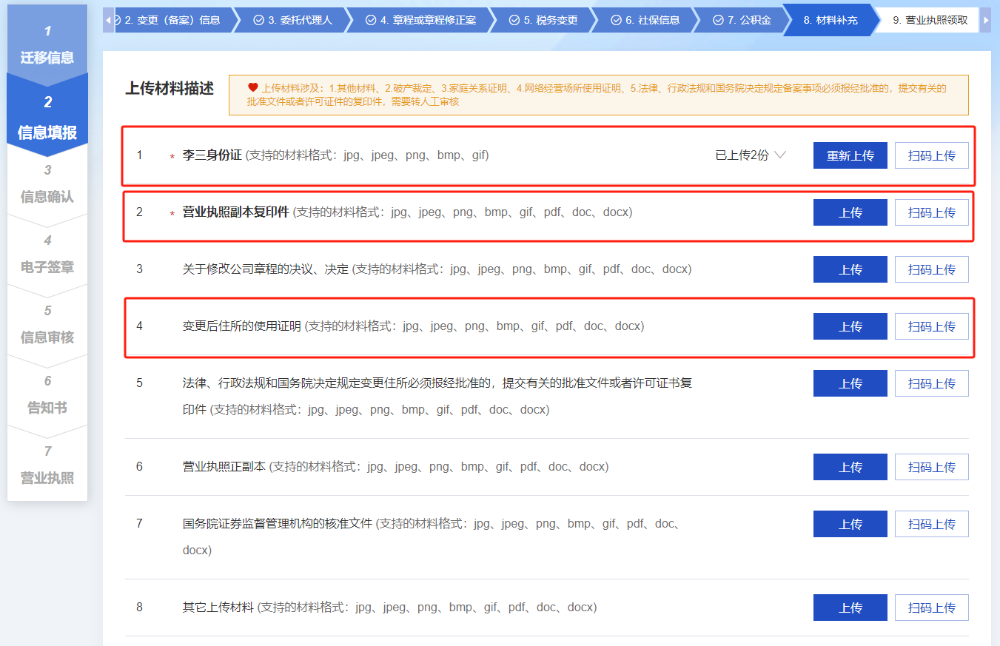 2. 变更（备案）信息
3. 委托代理人
4. 章程或章程修正案
5. 税务变更
6. 社保信息
7. 公积金
8. 材料补充
9. 营业执照领取
1
迁移信息
2
信息填报
3
信息确认
4
电子签章
5
信息审核
6
告知书
7
营业执照
上传材料描述
上传材料涉及：1.其他材料、2.破产裁定、3.家庭关系证明、4.网络经营场所使用证明、5.法律、行政法规和国务院决定规定备案事项必须报经批准的，提交有关的
批准文件或者许可证件的复印件，需要转人工审核
1 * 李三身份证 (支持的材料格式：jpg、jpeg、png、bmp、gif) 已上传2份 重新上传 扫码上传
2 * 营业执照副本复印件 (支持的材料格式：jpg、jpeg、png、bmp、gif、pdf、doc、docx) 上传 扫码上传
3 关于修改公司章程的决议、决定 (支持的材料格式：jpg、jpeg、png、bmp、gif、pdf、doc、docx) 上传 扫码上传
4 变更后住所的使用证明 (支持的材料格式：jpg、jpeg、png、bmp、gif、pdf、doc、docx) 上传 扫码上传
5 法律、行政法规和国务院决定规定变更住所必须报经批准的，提交有关的批准文件或者许可证书复 上传 扫码上传
印件 (支持的材料格式：jpg、jpeg、png、bmp、gif、pdf、doc、docx)
6 营业执照正副本 (支持的材料格式：jpg、jpeg、png、bmp、gif、pdf、doc、docx) 上传 扫码上传
7 国务院证券监督管理机构的核准文件 (支持的材料格式：jpg、jpeg、png、bmp、gif、pdf、doc、 上传 扫码上传
docx)
8 其它上传材料 (支持的材料格式：jpg、jpeg、png、bmp、gif、pdf、doc、docx) 上传 扫码上传